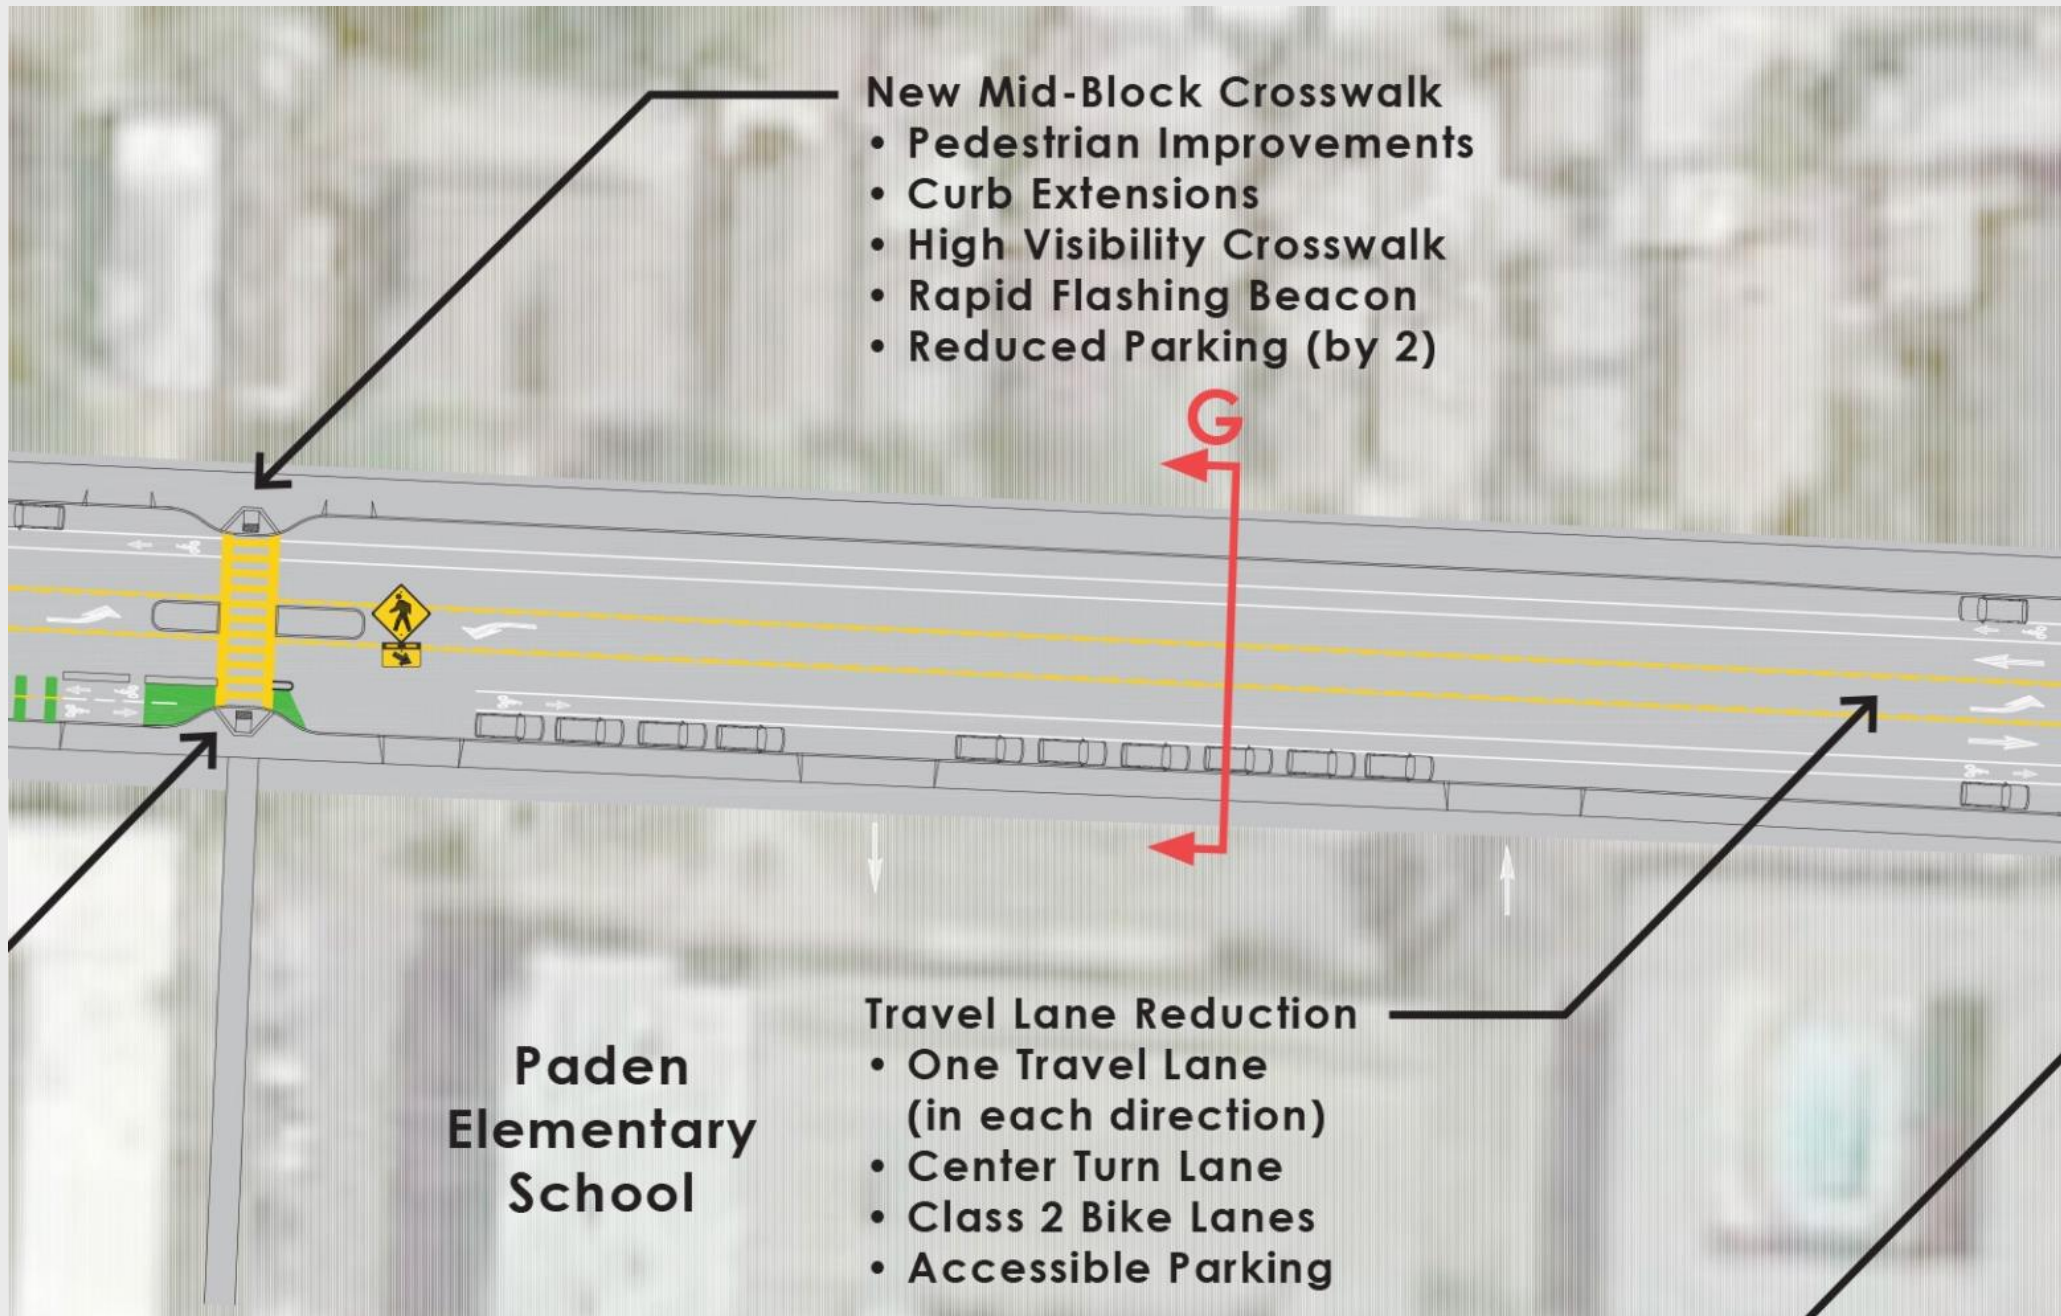 New Mid-Block Crosswalk
• Pedestrian Improvements
• Curb Extensions
• High Visibility Crosswalk
• Rapid Flashing Beacon
• Reduced Parking (by 2)
G
Paden
Elementary
School
Travel Lane Reduction
• One Travel Lane
(in each direction)
• Center Turn Lane
• Class 2 Bike Lanes
• Accessible Parking